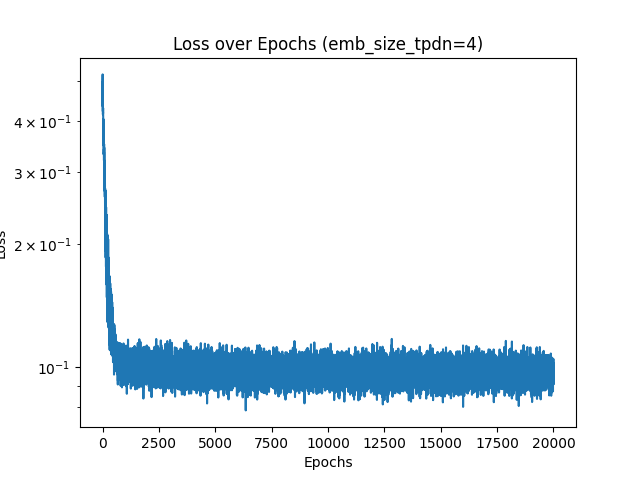 Loss over Epochs (emb_size_tpdn=4)
4 × 10⁻¹
3 × 10⁻¹
2 × 10⁻¹
10⁻¹
Loss
0 2500 5000 7500 10000 12500 15000 17500 20000
Epochs